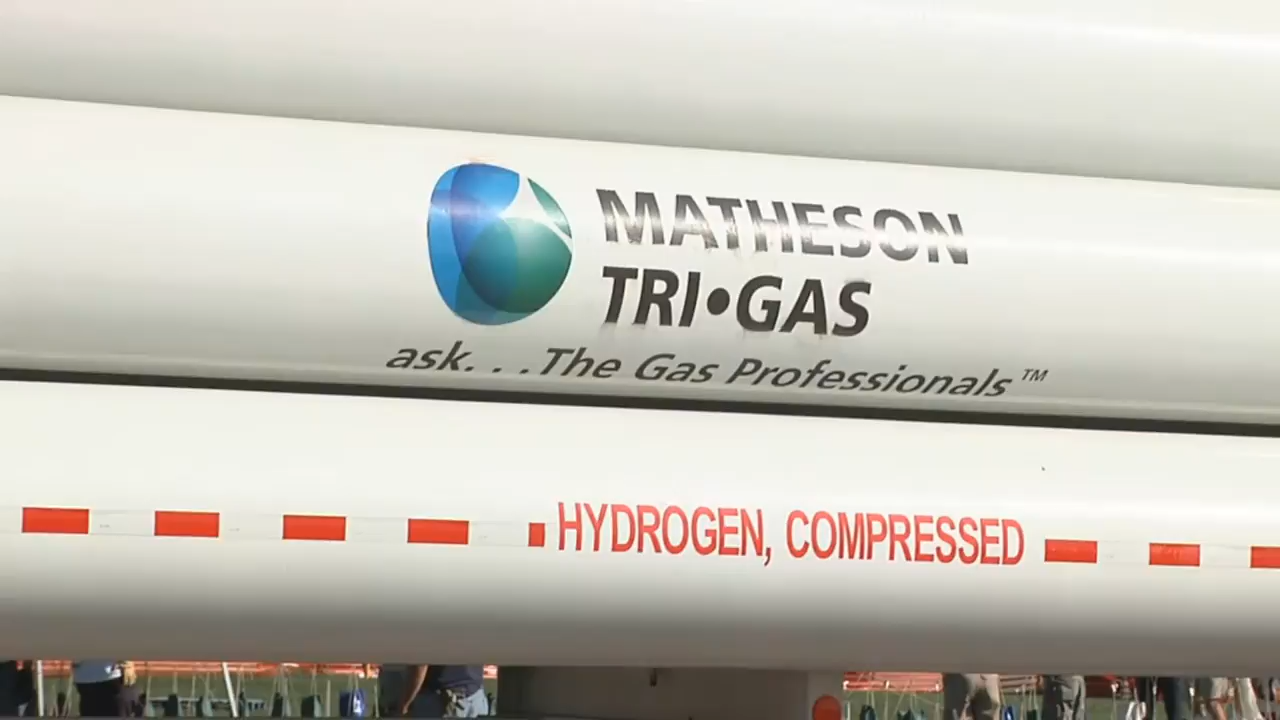 MATHESON
TRI•GAS
ask. . .The Gas Professionals™
HYDROGEN, COMPRESSED